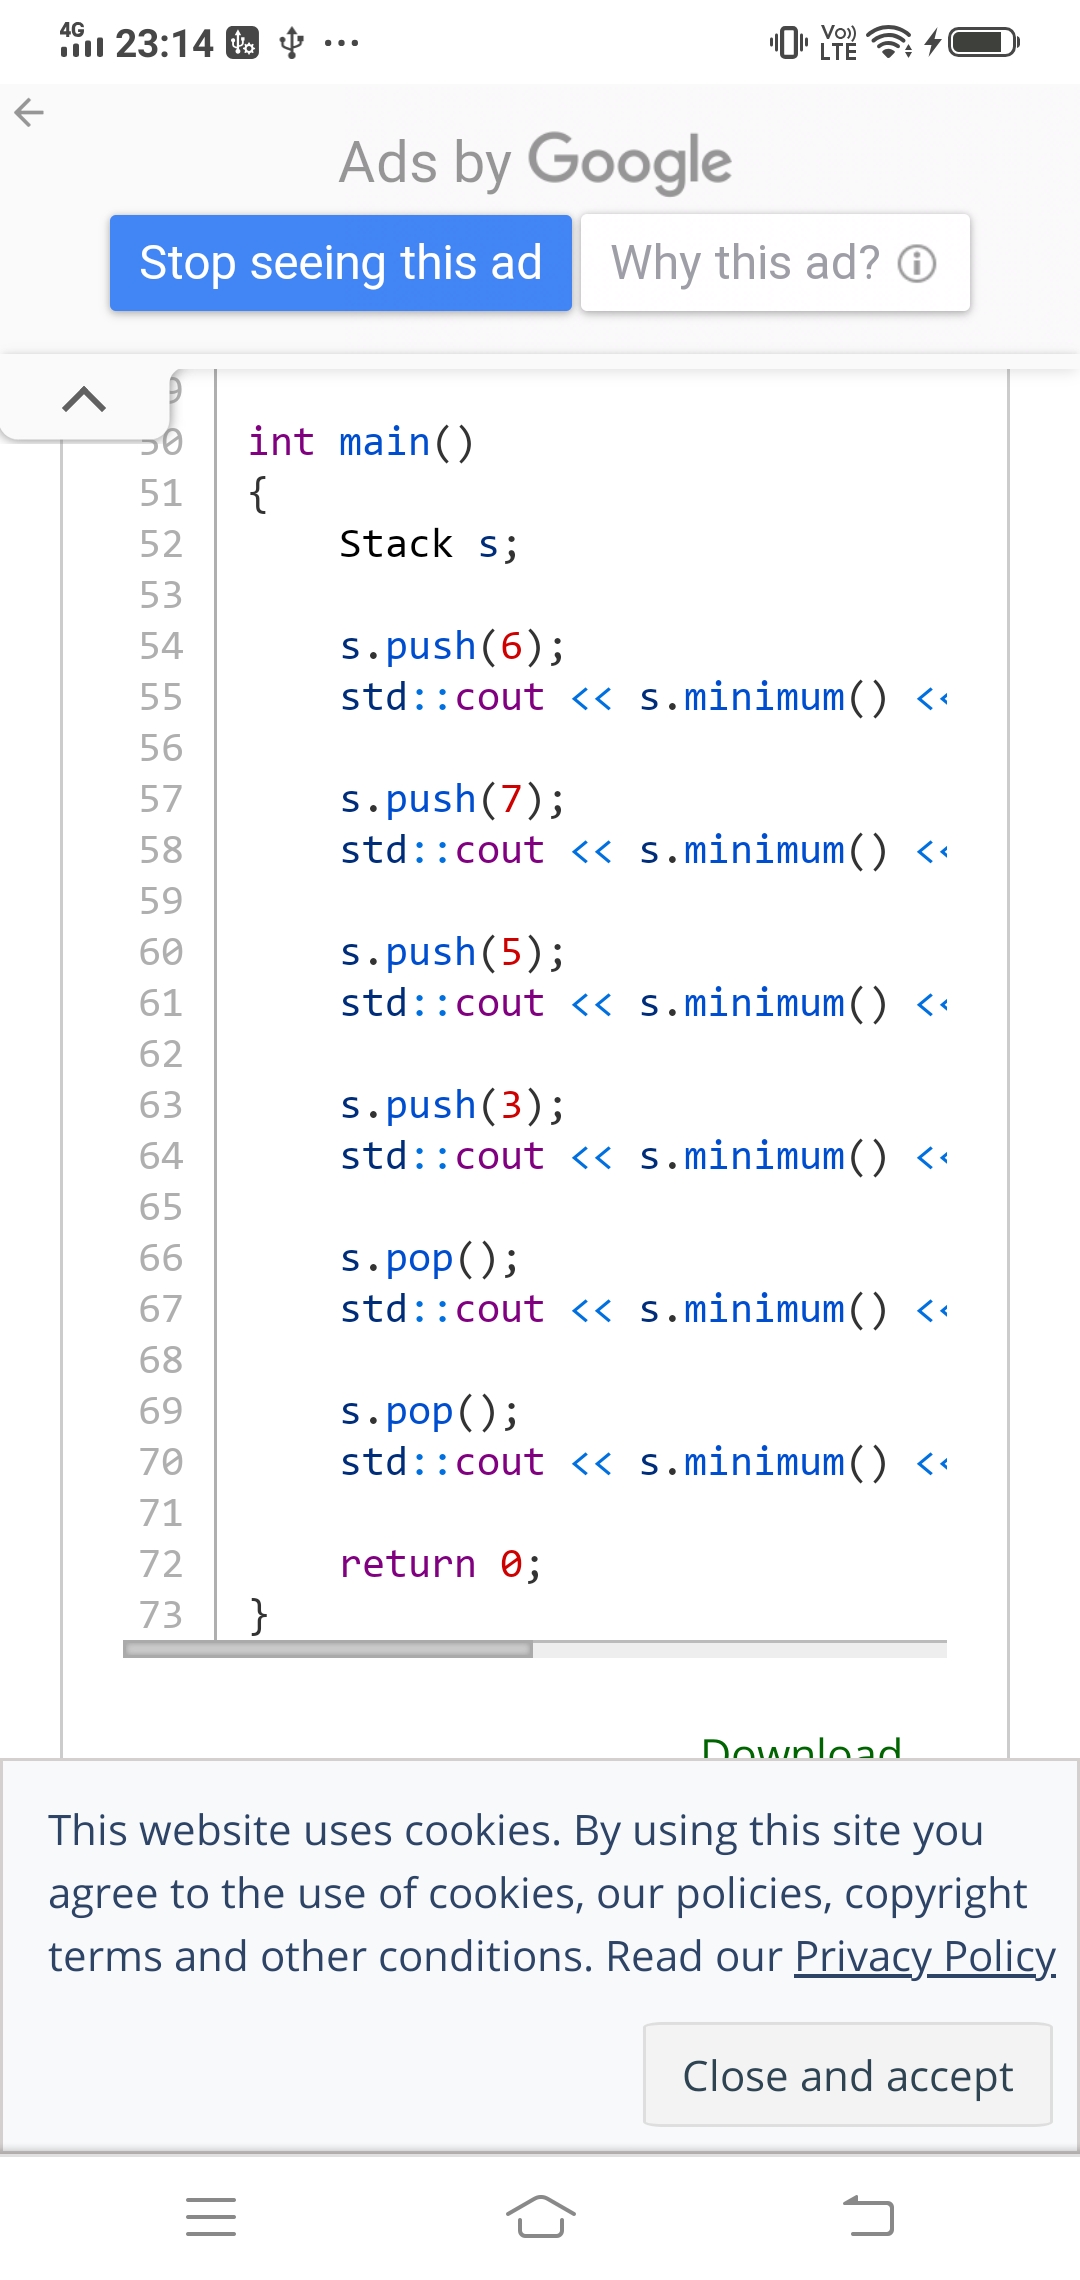 4G 23:14 ... Vo)) LTE
Ads by Google
Stop seeing this ad Why this ad?
9
50 int main()
51 {
52 Stack s;
53
54 s.push(6);
55 std::cout << s.minimum() <<
56
57 s.push(7);
58 std::cout << s.minimum() <<
59
60 s.push(5);
61 std::cout << s.minimum() <<
62
63 s.push(3);
64 std::cout << s.minimum() <<
65
66 s.pop();
67 std::cout << s.minimum() <<
68
69 s.pop();
70 std::cout << s.minimum() <<
71
72 return 0;
73 }
Download
This website uses cookies. By using this site you
agree to the use of cookies, our policies, copyright
terms and other conditions. Read our Privacy Policy
Close and accept